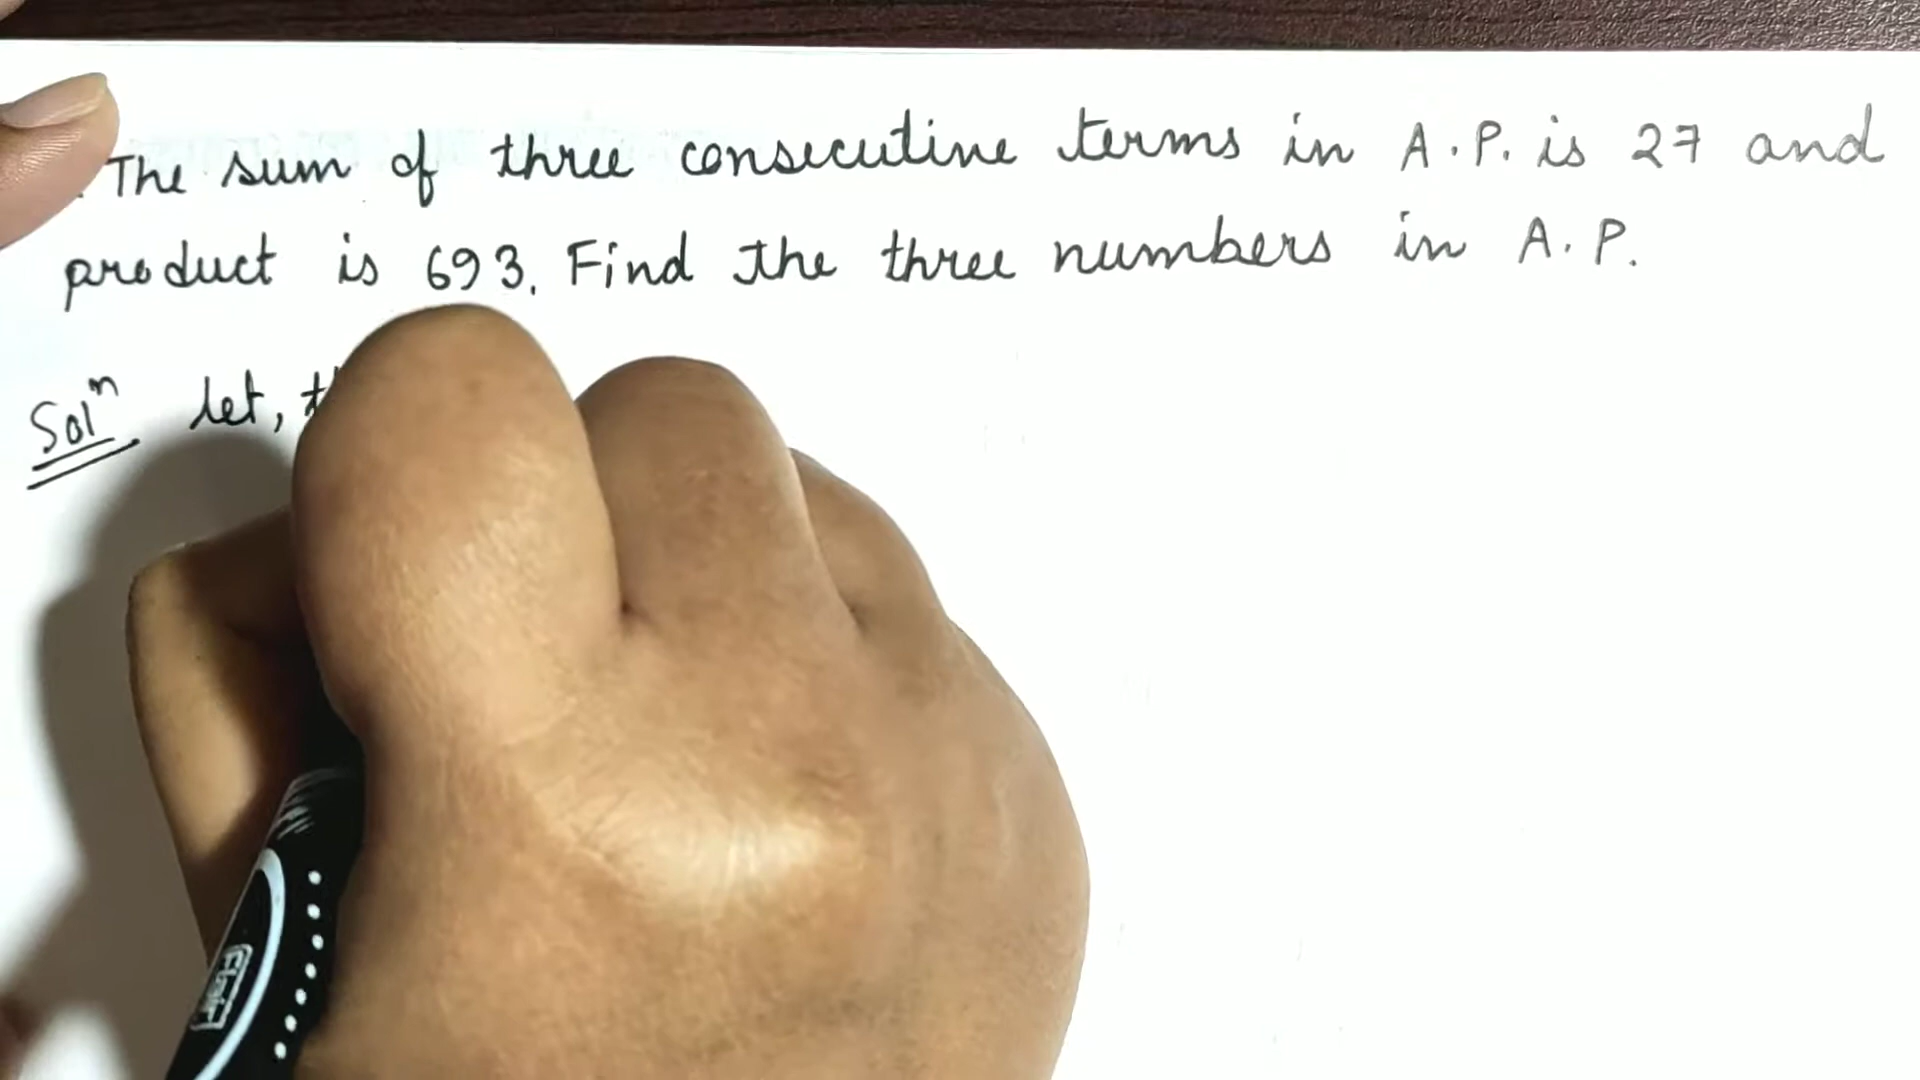 The sum of three consecutive terms in A.P. is 27 and
product is 693. Find the three numbers in A.P.
Solⁿ let,
Flair